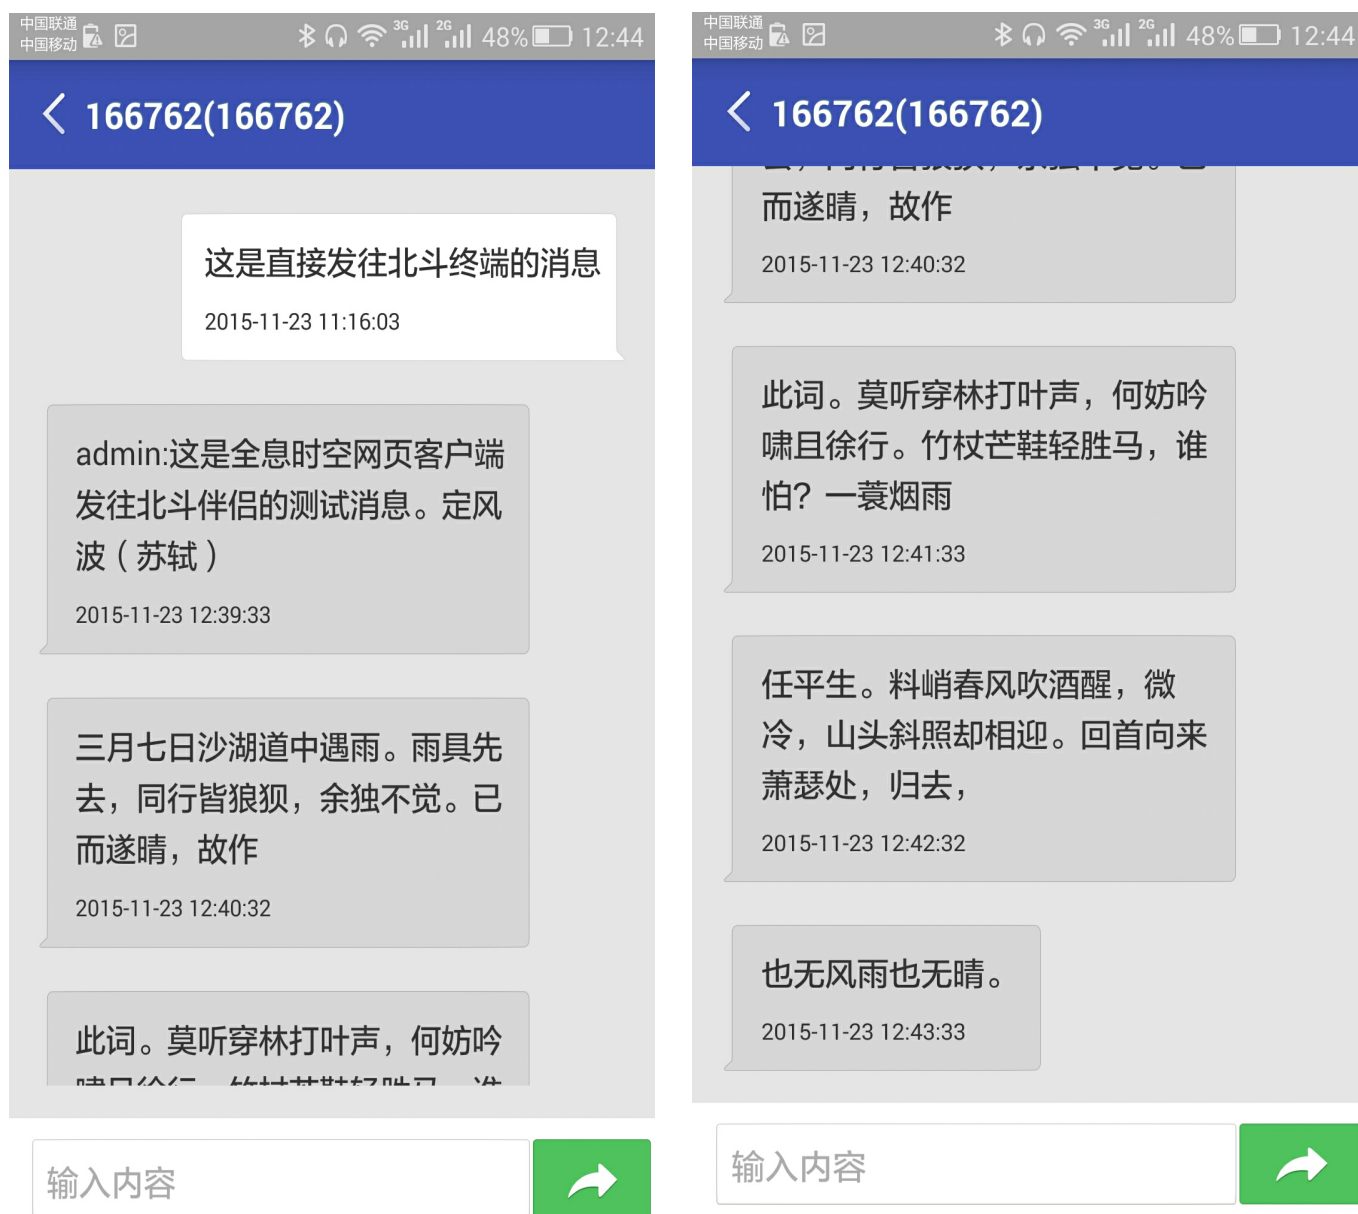 中国联通
中国移动
3G 2G 48% 12:44
166762(166762)
这是直接发往北斗终端的消息
2015-11-23 11:16:03
admin:这是全息时空网页客户端
发往北斗伴侣的测试消息。定风
波（苏轼）
2015-11-23 12:39:33
三月七日沙湖道中遇雨。雨具先
去，同行皆狼狈，余独不觉。已
而遂晴，故作
2015-11-23 12:40:32
此词。莫听穿林打叶声，何妨吟
输入内容
中国联通
中国移动
3G 2G 48% 12:44
166762(166762)
而遂晴，故作
2015-11-23 12:40:32
此词。莫听穿林打叶声，何妨吟
啸且徐行。竹杖芒鞋轻胜马，谁
怕？一蓑烟雨
2015-11-23 12:41:33
任平生。料峭春风吹酒醒，微
冷，山头斜照却相迎。回首向来
萧瑟处，归去，
2015-11-23 12:42:32
也无风雨也无晴。
2015-11-23 12:43:33
输入内容